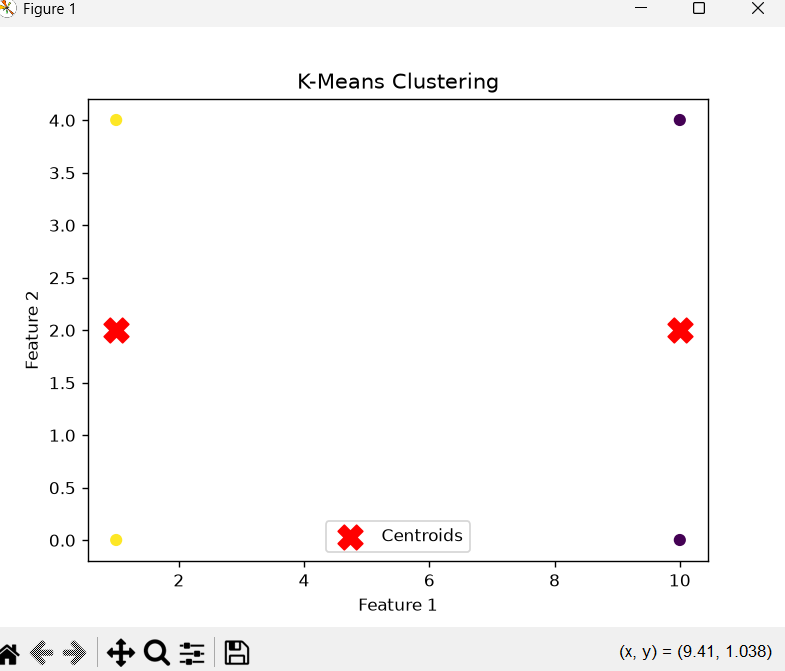 Figure 1
K-Means Clustering
4.0
3.5
3.0
2.5
2.0
1.5
1.0
0.5
0.0
Feature 2
Centroids
2 4 6 8 10
Feature 1
(x, y) = (9.41, 1.038)